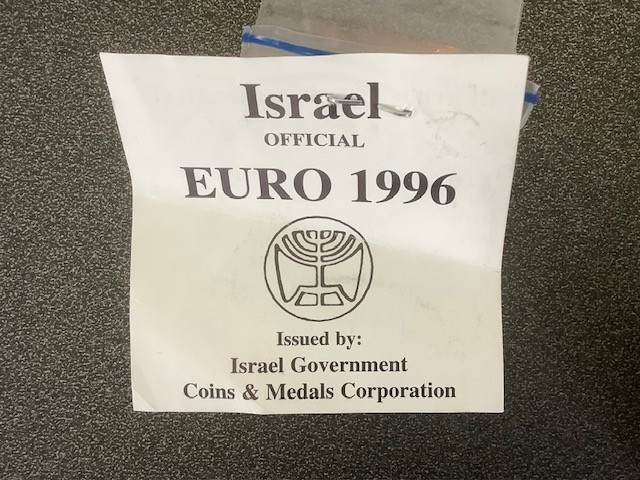 Israel
OFFICIAL
EURO 1996
Issued by:
Israel Government
Coins & Medals Corporation